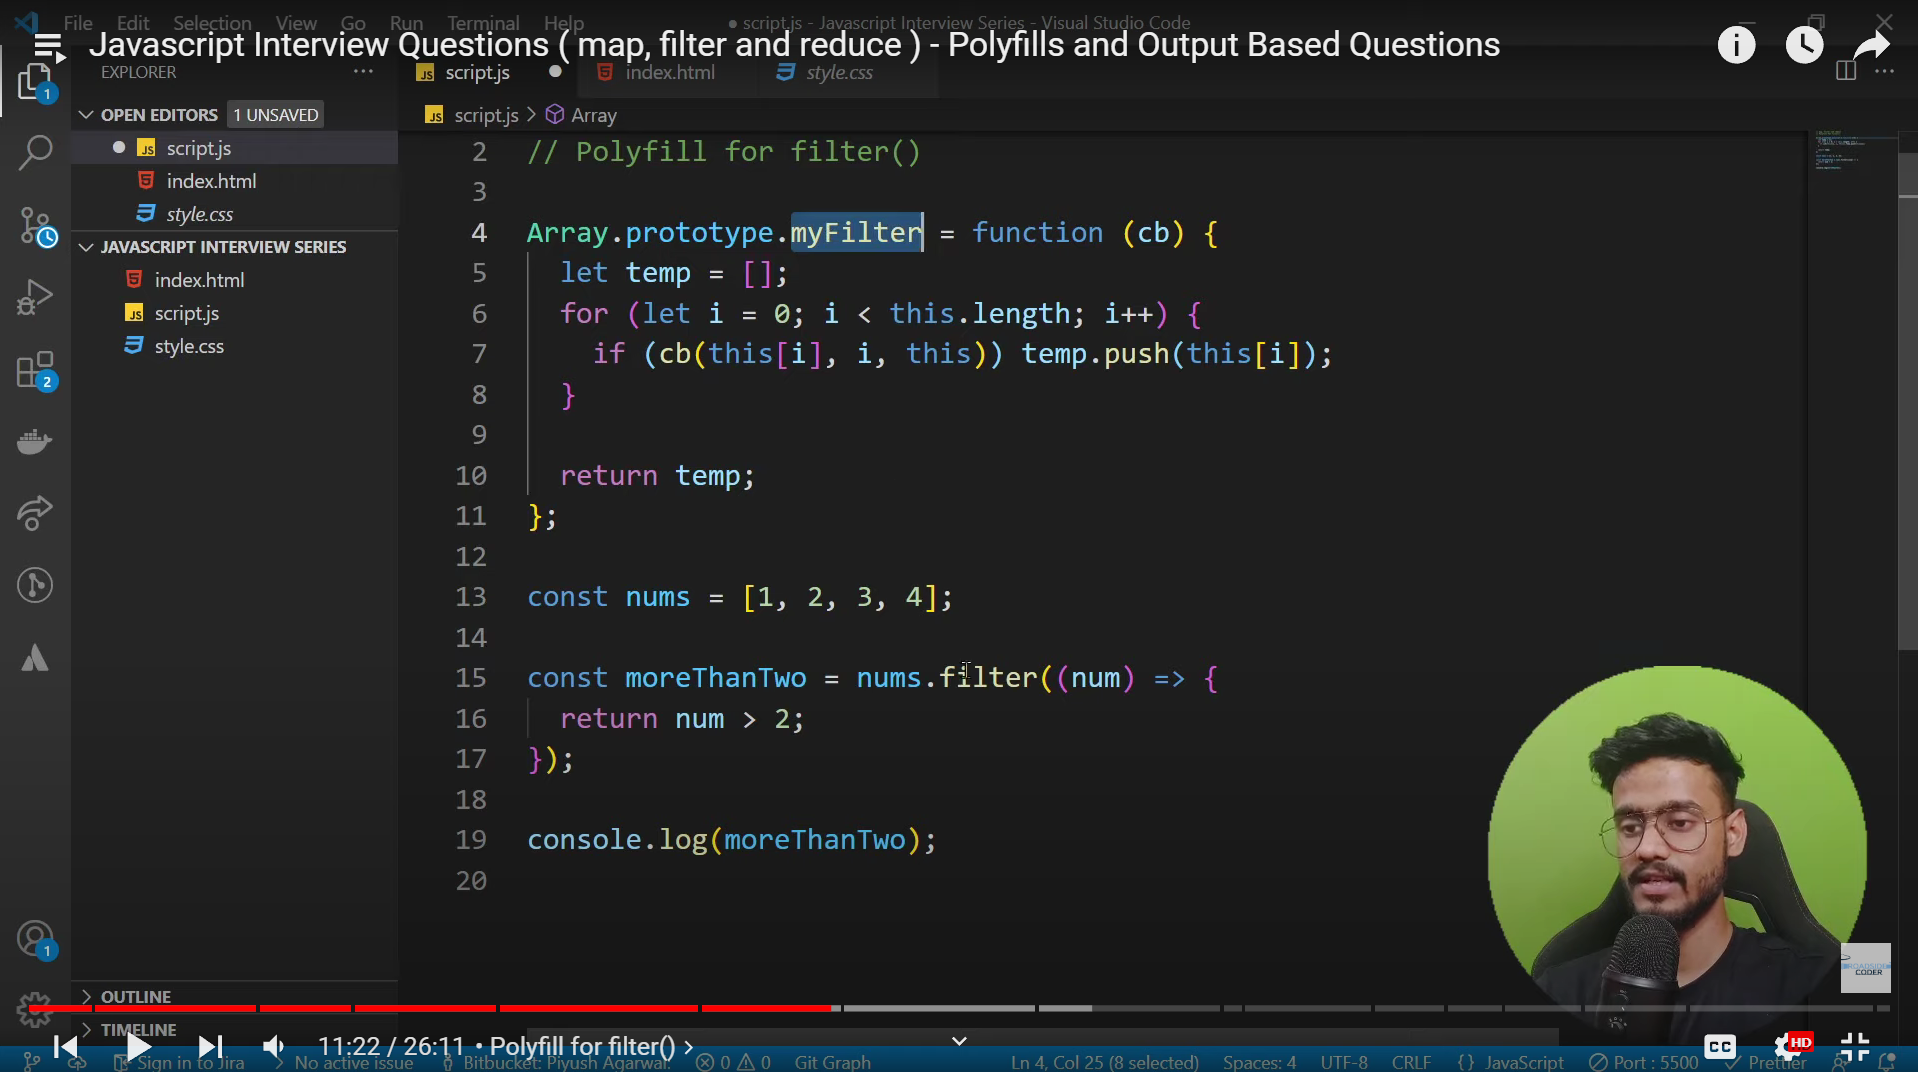 File Edit Selection View Go Run Terminal Help
● script.js - Javascript Interview Series - Visual Studio Code
Javascript Interview Questions ( map, filter and reduce ) - Polyfills and Output Based Questions
EXPLORER
JS script.js
index.html
style.css
1
OPEN EDITORS 1 UNSAVED
JS script.js
index.html
style.css
JAVASCRIPT INTERVIEW SERIES
index.html
JS script.js
style.css
2
JS script.js > Array
2 // Polyfill for filter()
3
4 Array.prototype.myFilter = function (cb) {
5 let temp = [];
6 for (let i = 0; i < this.length; i++) {
7 if (cb(this[i], i, this)) temp.push(this[i]);
8 }
9
10 return temp;
11 };
12
13 const nums = [1, 2, 3, 4];
14
15 const moreThanTwo = nums.filter((num) => {
16 return num > 2;
17 });
18
19 console.log(moreThanTwo);
20
1
ROADSIDE
CODER
OUTLINE
TIMELINE
11:22 / 26:11 • Polyfill for filter() >
CC HD
Sign in to Jira No active issue Bitbucket: Piyush Agarwal: 0 0 Git Graph Ln 4, Col 25 (8 selected) Spaces: 4 UTF-8 CRLF {} JavaScript Port : 5500 Prettier